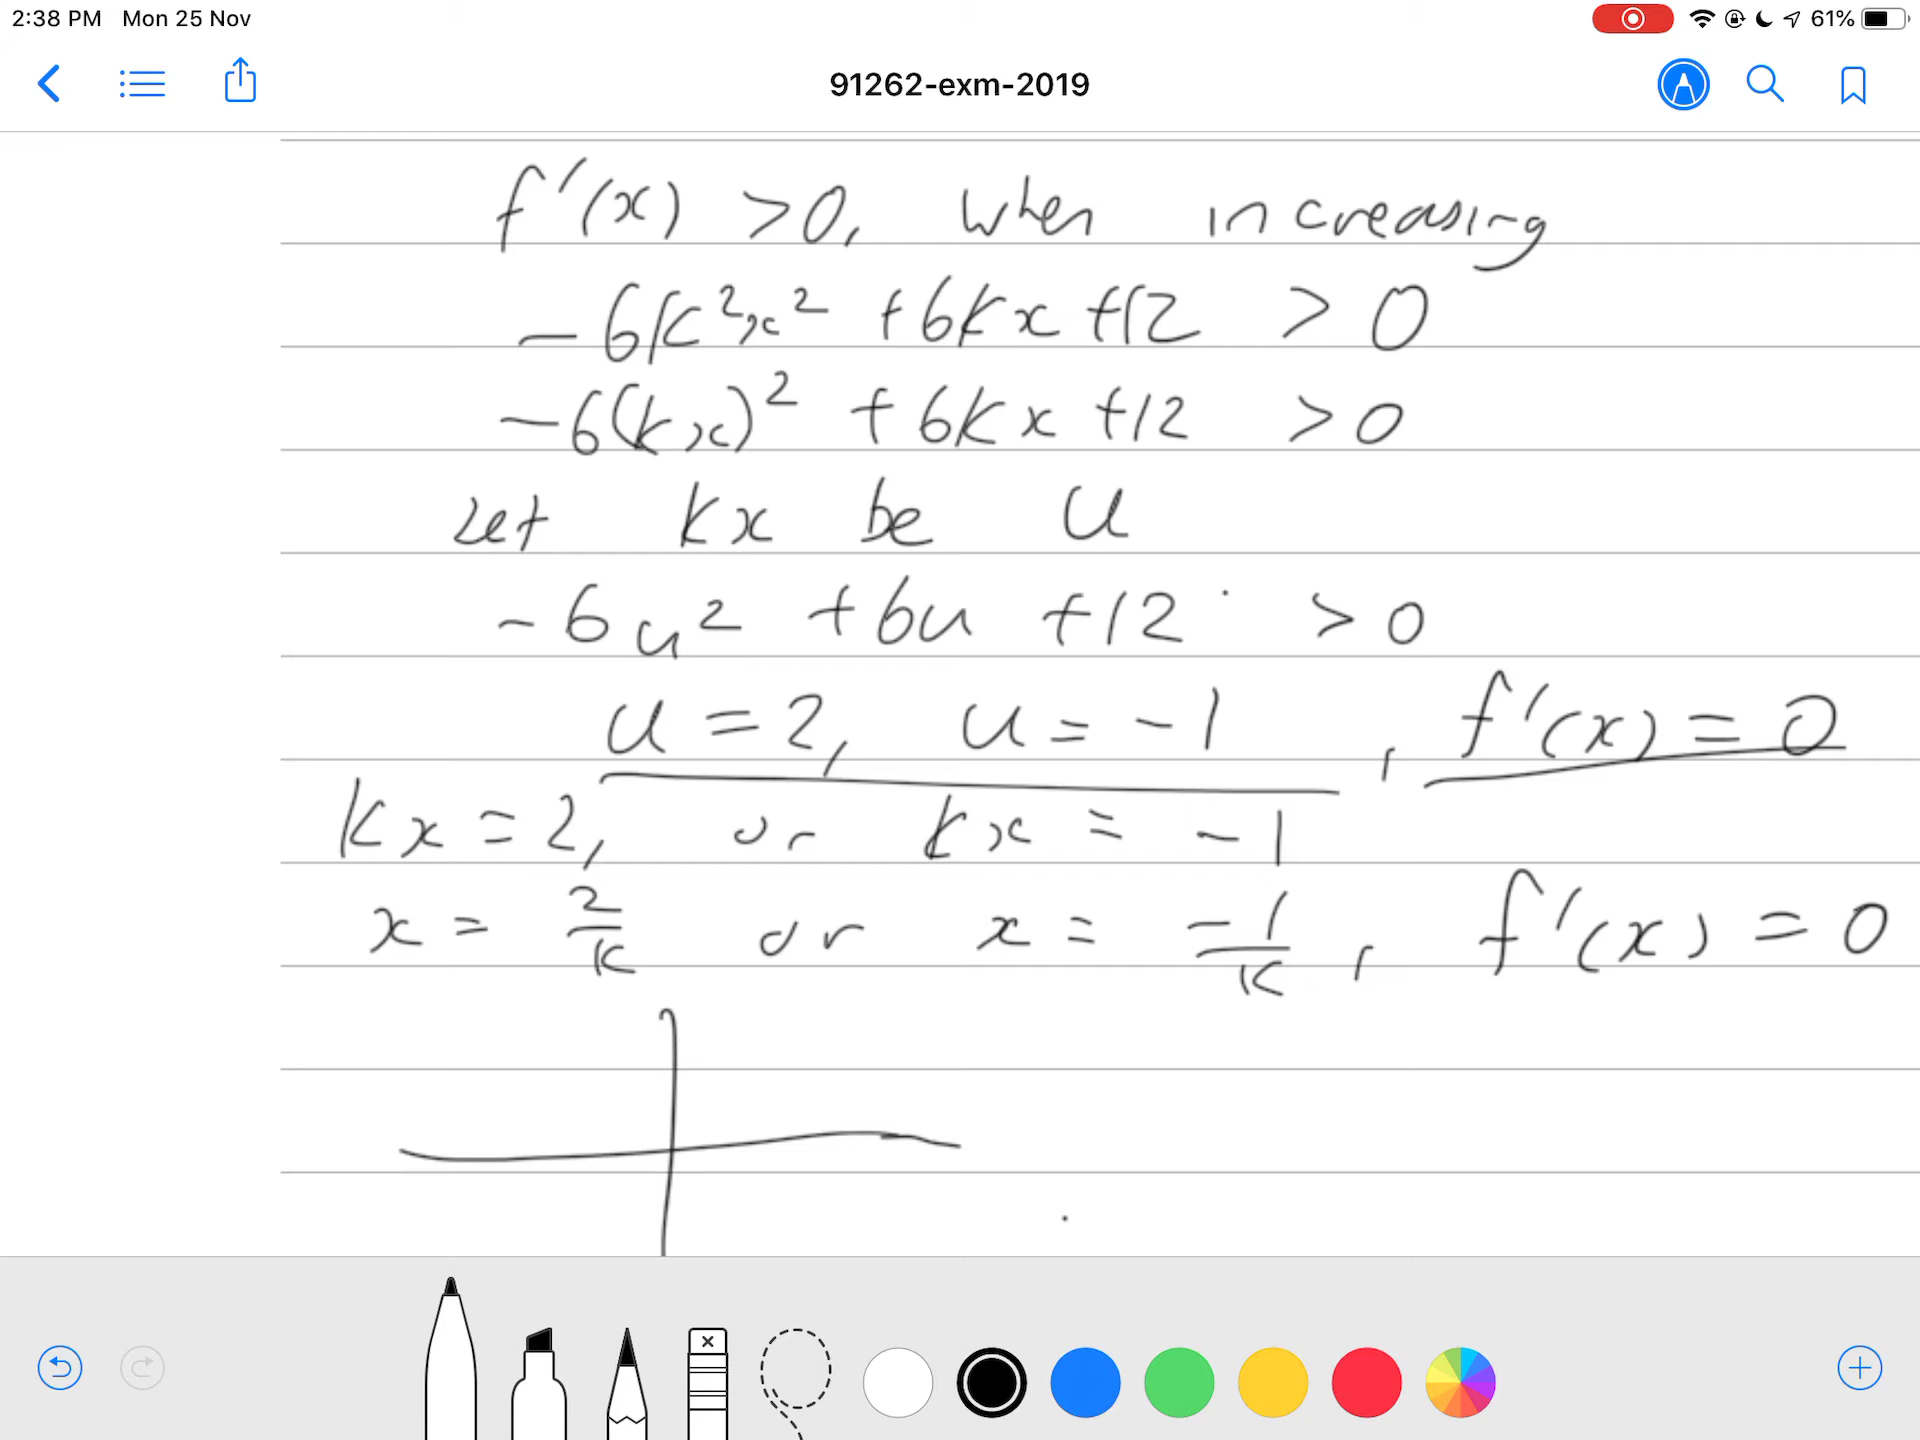 2:38 PM Mon 25 Nov 61%
91262-exm-2019
f'(x) >0, when increasing
-6k²x² +6kx +12 > 0
-6(kx)² + 6kx +12 > 0
Let kx be u
-6u² +6u +12 > 0
u = 2, u = -1 , f'(x) = 0
kx = 2, or kx = -1
x = 2/k or x = -1/k , f'(x) = 0